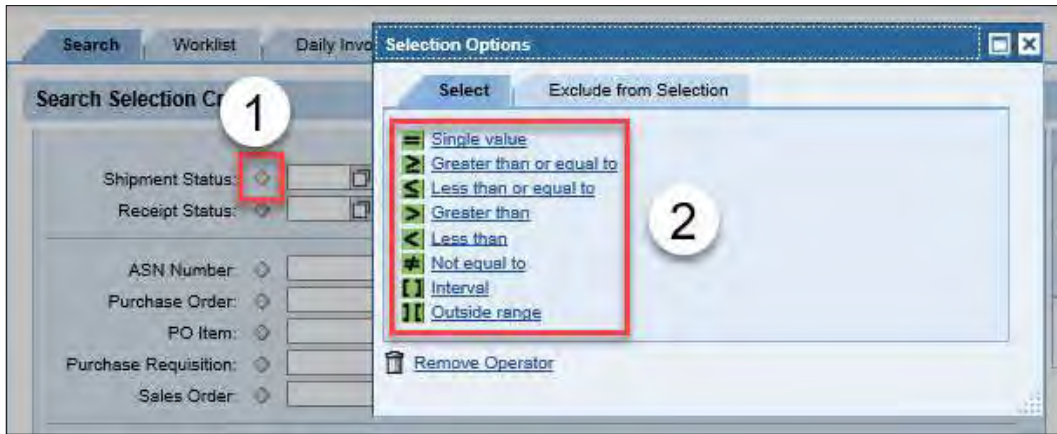 Search Worklist Daily Invo
Selection Options
Select Exclude from Selection
Search Selection Cr
1
Shipment Status:
Receipt Status:
ASN Number:
Purchase Order:
PO Item:
Purchase Requisition:
Sales Order:
= Single value
≥ Greater than or equal to
≤ Less than or equal to
> Greater than
< Less than
≠ Not equal to
[] Interval
][ Outside range
2
Remove Operator